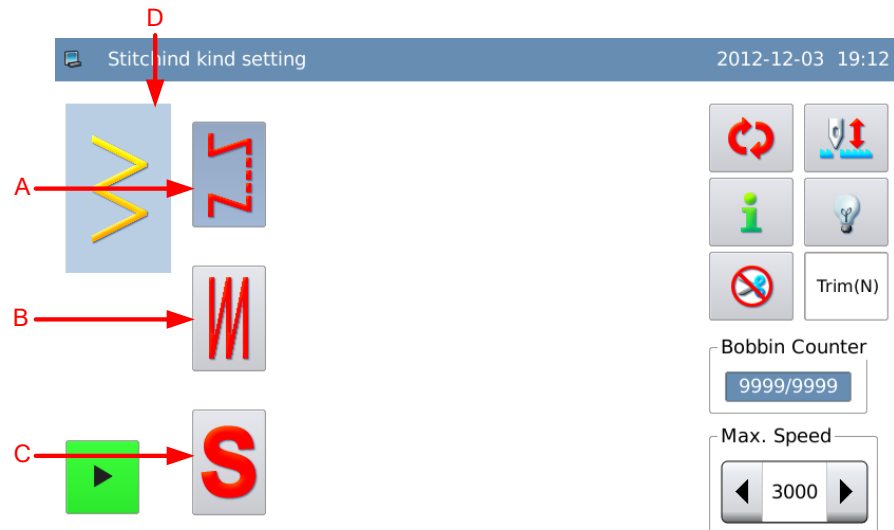 D
Stitchind kind setting 2012-12-03 19:12
A
Trim(N)
B
Bobbin Counter
9999/9999
C
S
Max. Speed
3000